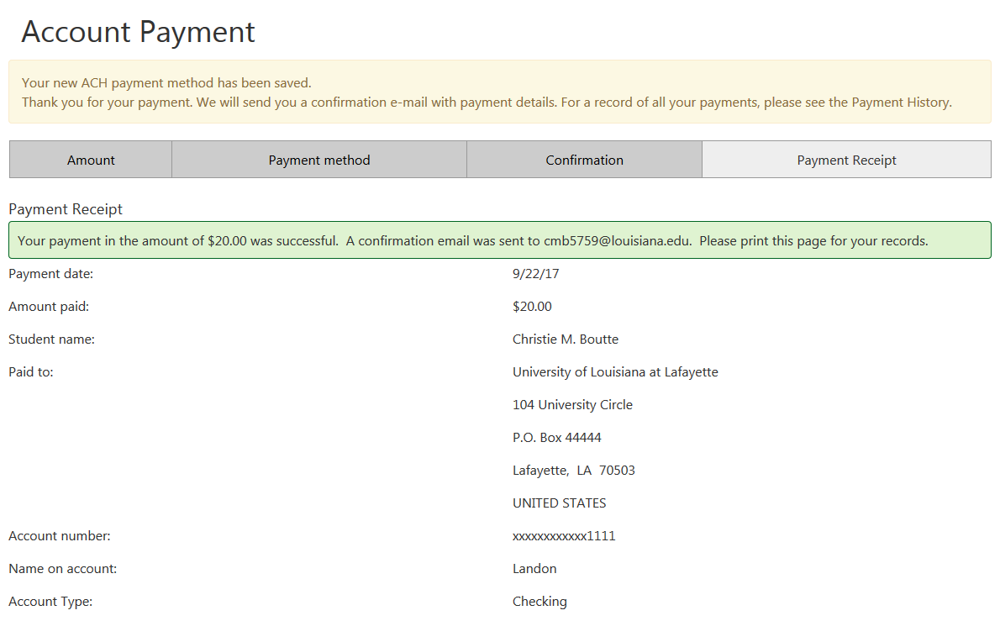 Account Payment
Your new ACH payment method has been saved.
Thank you for your payment. We will send you a confirmation e-mail with payment details. For a record of all your payments, please see the Payment History.
Amount Payment method Confirmation Payment Receipt
Payment Receipt
Your payment in the amount of $20.00 was successful.  A confirmation email was sent to cmb5759@louisiana.edu.  Please print this page for your records.
Payment date: 9/22/17
Amount paid: $20.00
Student name: Christie M. Boutte
Paid to: University of Louisiana at Lafayette
104 University Circle
P.O. Box 44444
Lafayette,  LA  70503
UNITED STATES
Account number: xxxxxxxxxxxx1111
Name on account: Landon
Account Type: Checking